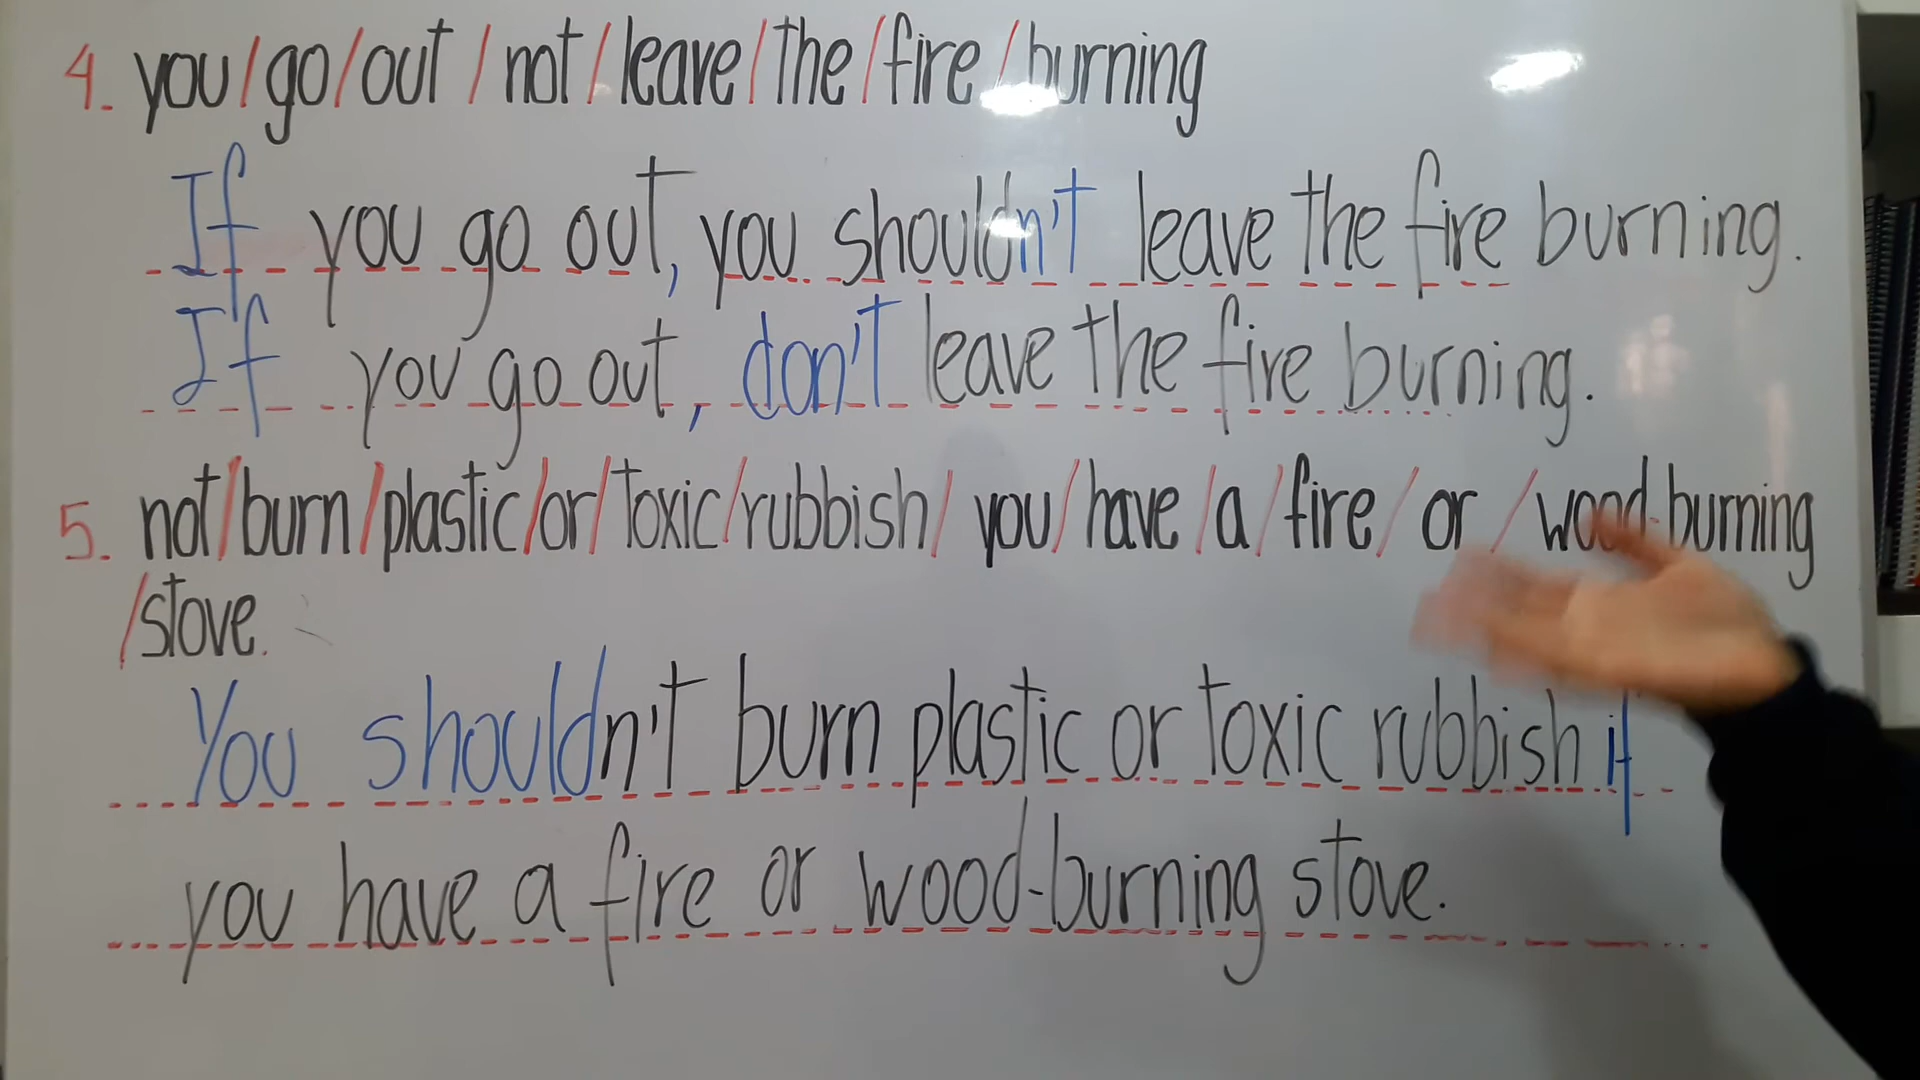 4. you/go/out/not/leave/the/fire/burning
If you go out, you shouldn't leave the fire burning.
If you go out, don't leave the fire burning.
5. not/burn/plastic/or/toxic/rubbish/you/have/a/fire/or/wood-burning
/stove.
You shouldn't burn plastic or toxic rubbish if
you have a fire or wood-burning stove.